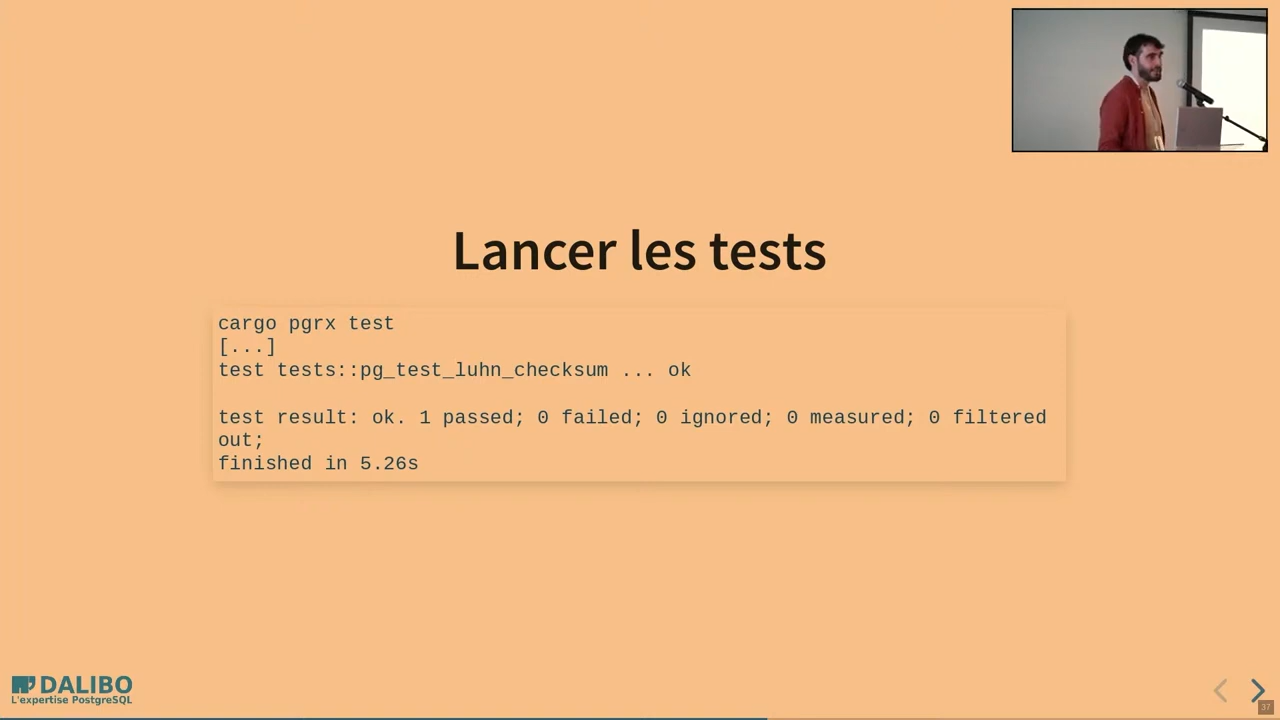 Lancer les tests
cargo pgrx test
[...]
test tests::pg_test_luhn_checksum ... ok
test result: ok. 1 passed; 0 failed; 0 ignored; 0 measured; 0 filtered
out;
finished in 5.26s
DALIBO
L'expertise PostgreSQL
37